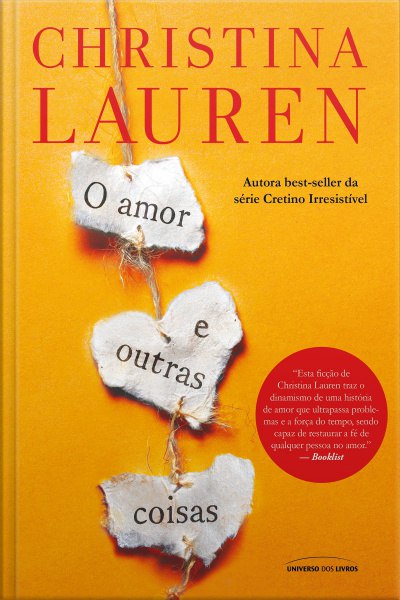 CHRISTINA
LAUREN
O amor
Autora best-seller da
série Cretino Irresistível
e
outras
"Esta ficção de
Christina Lauren traz o
dinamismo de uma história
de amor que ultrapassa proble-
mas e a força do tempo, sendo
capaz de restaurar a fé de
qualquer pessoa no amor."
— Booklist
coisas
UNIVERSO DOS LIVROS